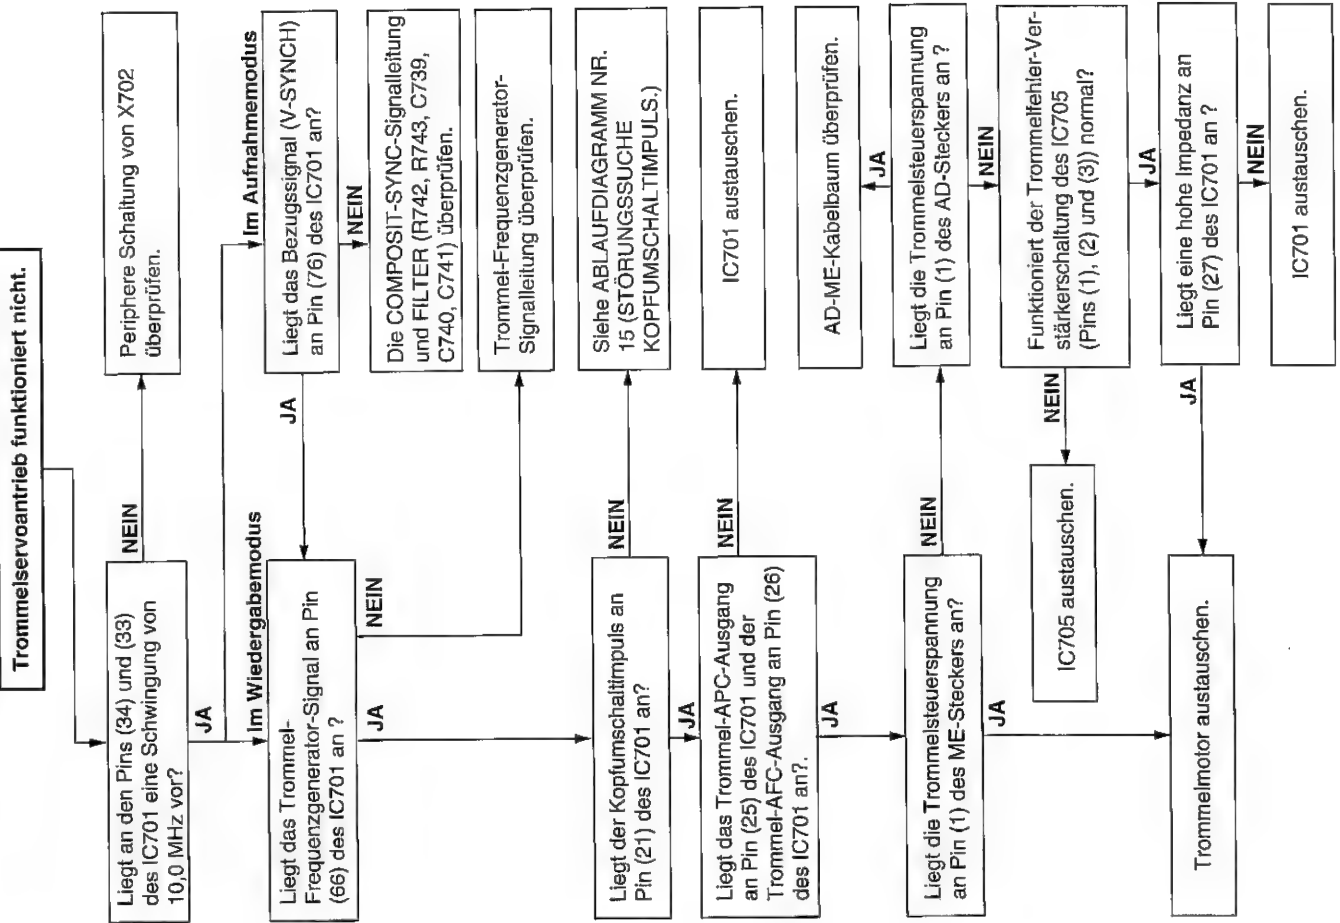 Trommelservoantrieb funktioniert nicht.
Liegt an den Pins (34) und (33)
des IC701 eine Schwingung von
10,0 MHz vor?
NEIN
Periphere Schaltung von X702
überprüfen.
JA
Im Wiedergabemodus
Im Aufnahmemodus
Liegt das Trommel-
Frequenzgenerator-Signal an Pin
(66) des IC701 an ?
JA
Liegt das Bezugssignal (V-SYNCH)
an Pin (76) des IC701 an?
NEIN
Die COMPOSIT-SYNC-Signalleitung
und FILTER (R742, R743, C739,
C740, C741) überprüfen.
NEIN
Trommel-Frequenzgenerator-
Signalleitung überprüfen.
JA
Liegt der Kopfumschaltimpuls an
Pin (21) des IC701 an?
NEIN
Siehe ABLAUFDIAGRAMM NR.
15 (STÖRUNGSSUCHE
KOPFUMSCHALTIMPULS.)
JA
Liegt das Trommel-APC-Ausgang
an Pin (25) des IC701 und der
Trommel-AFC-Ausgang an Pin (26)
des IC701 an?.
NEIN
IC701 austauschen.
JA
AD-ME-Kabelbaum überprüfen.
JA
Liegt die Trommelsteuerspannung
an Pin (1) des ME-Steckers an?
NEIN
Liegt die Trommelsteuerspannung
an Pin (1) des AD-Steckers an ?
NEIN
JA
IC705 austauschen.
NEIN
Funktioniert der Trommelfehler-Ver-
stärkerschaltung des IC705
(Pins (1), (2) und (3)) normal?
JA
Trommelmotor austauschen.
JA
Liegt eine hohe Impedanz an
Pin (27) des IC701 an ?
NEIN
IC701 austauschen.